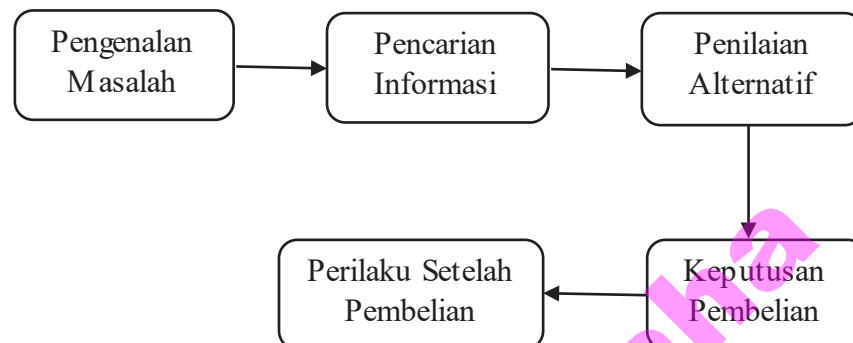 Pengenalan
Masalah
Pencarian
Informasi
Penilaian
Alternatif
Keputusan
Pembelian
Perilaku Setelah
Pembelian